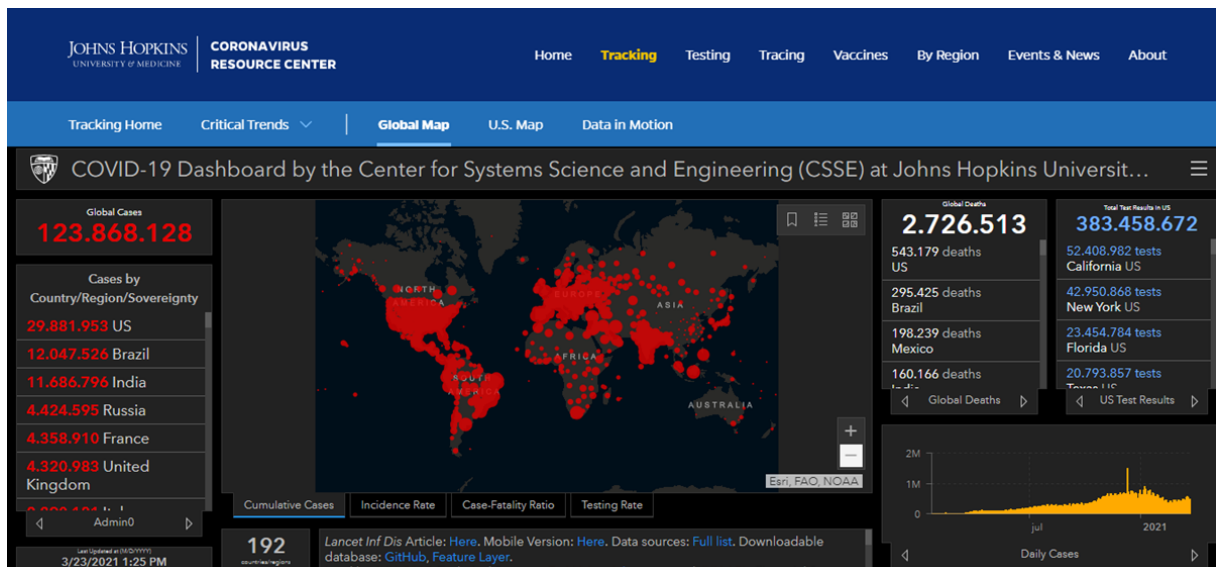 JOHNS HOPKINS
UNIVERSITY & MEDICINE
CORONAVIRUS
RESOURCE CENTER
Home
Tracking
Testing
Tracing
Vaccines
By Region
Events & News
About
Tracking Home
Critical Trends
Global Map
U.S. Map
Data in Motion
COVID-19 Dashboard by the Center for Systems Science and Engineering (CSSE) at Johns Hopkins Universit...
Global Cases
123.868.128
Cases by
Country/Region/Sovereignty
29.881.953 US
12.047.526 Brazil
11.686.796 India
4.424.595 Russia
4.358.910 France
4.320.983 United
Kingdom
Admin0
Last Updated at (M/D/YYYY)
3/23/2021 1:25 PM
NORTH
AMERICA
EUROPE
ASIA
AFRICA
SOUTH
AMERICA
AUSTRALIA
+
−
Esri, FAO, NOAA
Cumulative Cases
Incidence Rate
Case-Fatality Ratio
Testing Rate
192
countries/regions
Lancet Inf Dis Article: Here. Mobile Version: Here. Data sources: Full list. Downloadable
database: GitHub, Feature Layer.
Global Deaths
2.726.513
543.179 deaths
US
295.425 deaths
Brazil
198.239 deaths
Mexico
160.166 deaths
India
Global Deaths
Total Test Results in US
383.458.672
52.408.982 tests
California US
42.950.868 tests
New York US
23.454.784 tests
Florida US
20.793.857 tests
Texas US
US Test Results
2M
1M
0
jul
2021
Daily Cases